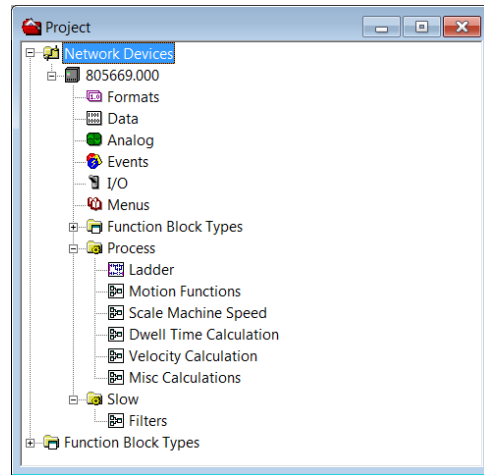 Project
Network Devices
805669.000
Formats
Data
Analog
Events
I/O
Menus
Function Block Types
Process
Ladder
Motion Functions
Scale Machine Speed
Dwell Time Calculation
Velocity Calculation
Misc Calculations
Slow
Filters
Function Block Types